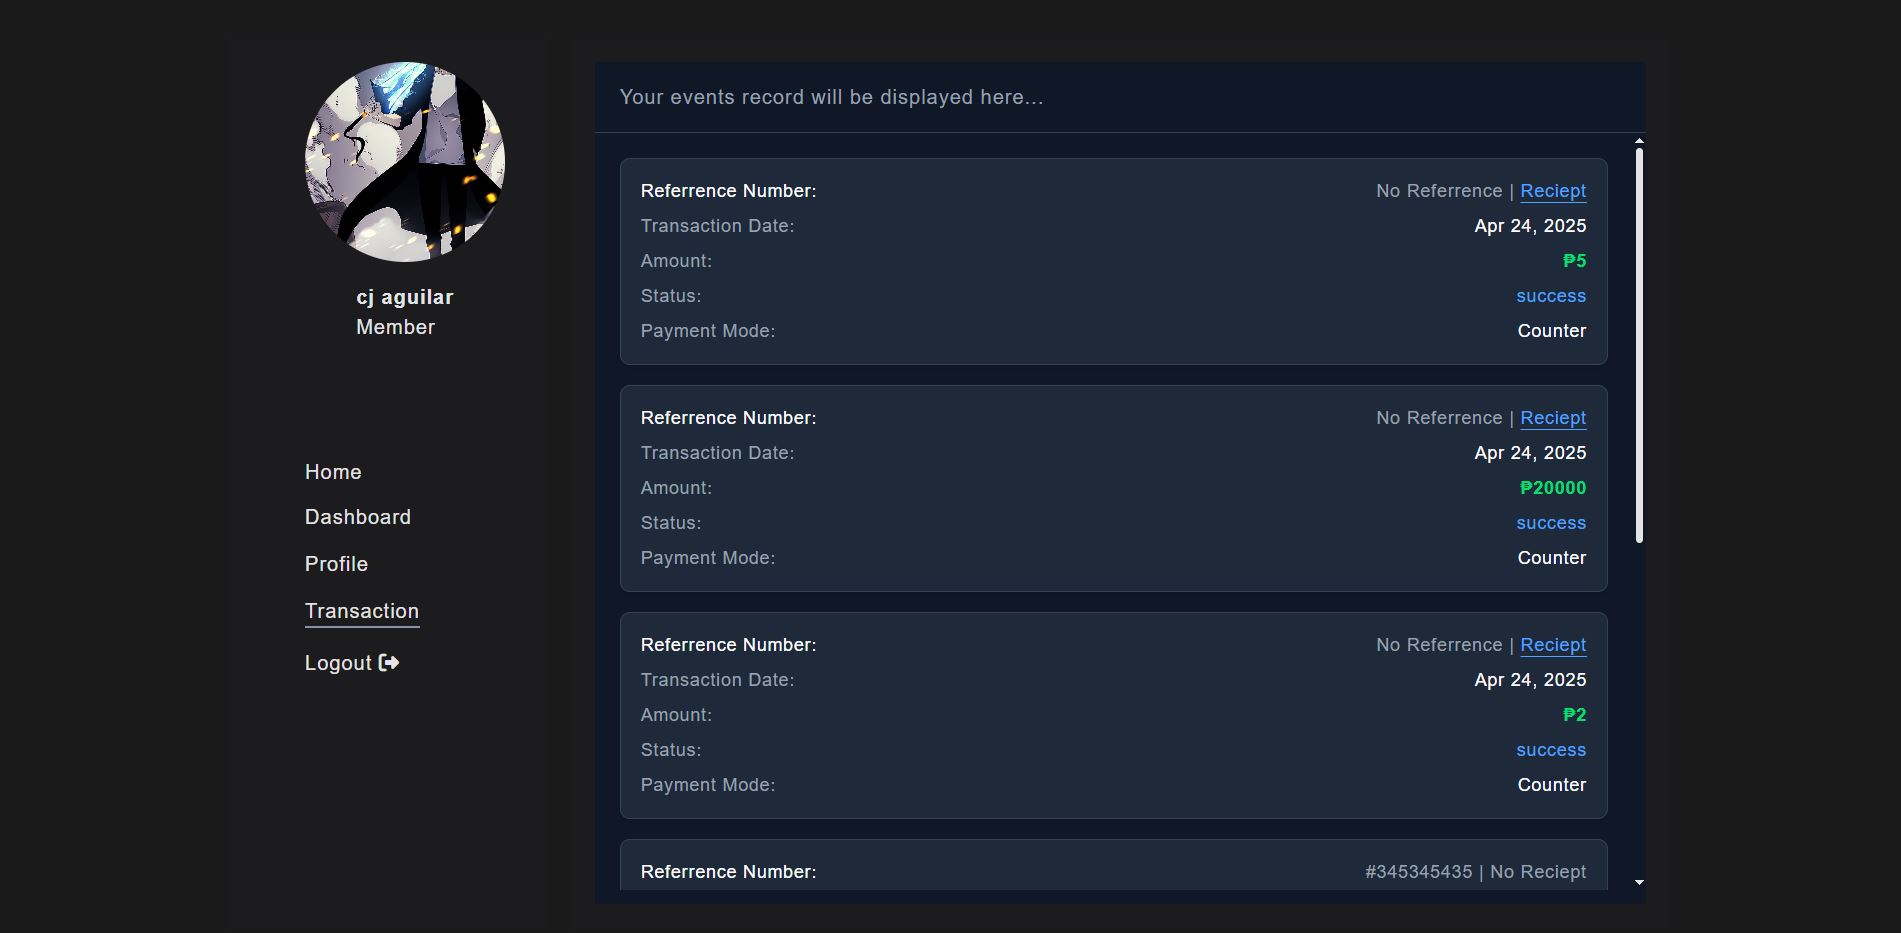 cj aguilar
Member
Home
Dashboard
Profile
Transaction
Logout
Your events record will be displayed here...
Referrence Number: No Referrence | Reciept
Transaction Date: Apr 24, 2025
Amount: ₱5
Status: success
Payment Mode: Counter
Referrence Number: No Referrence | Reciept
Transaction Date: Apr 24, 2025
Amount: ₱20000
Status: success
Payment Mode: Counter
Referrence Number: No Referrence | Reciept
Transaction Date: Apr 24, 2025
Amount: ₱2
Status: success
Payment Mode: Counter
Referrence Number: #345345435 | No Reciept